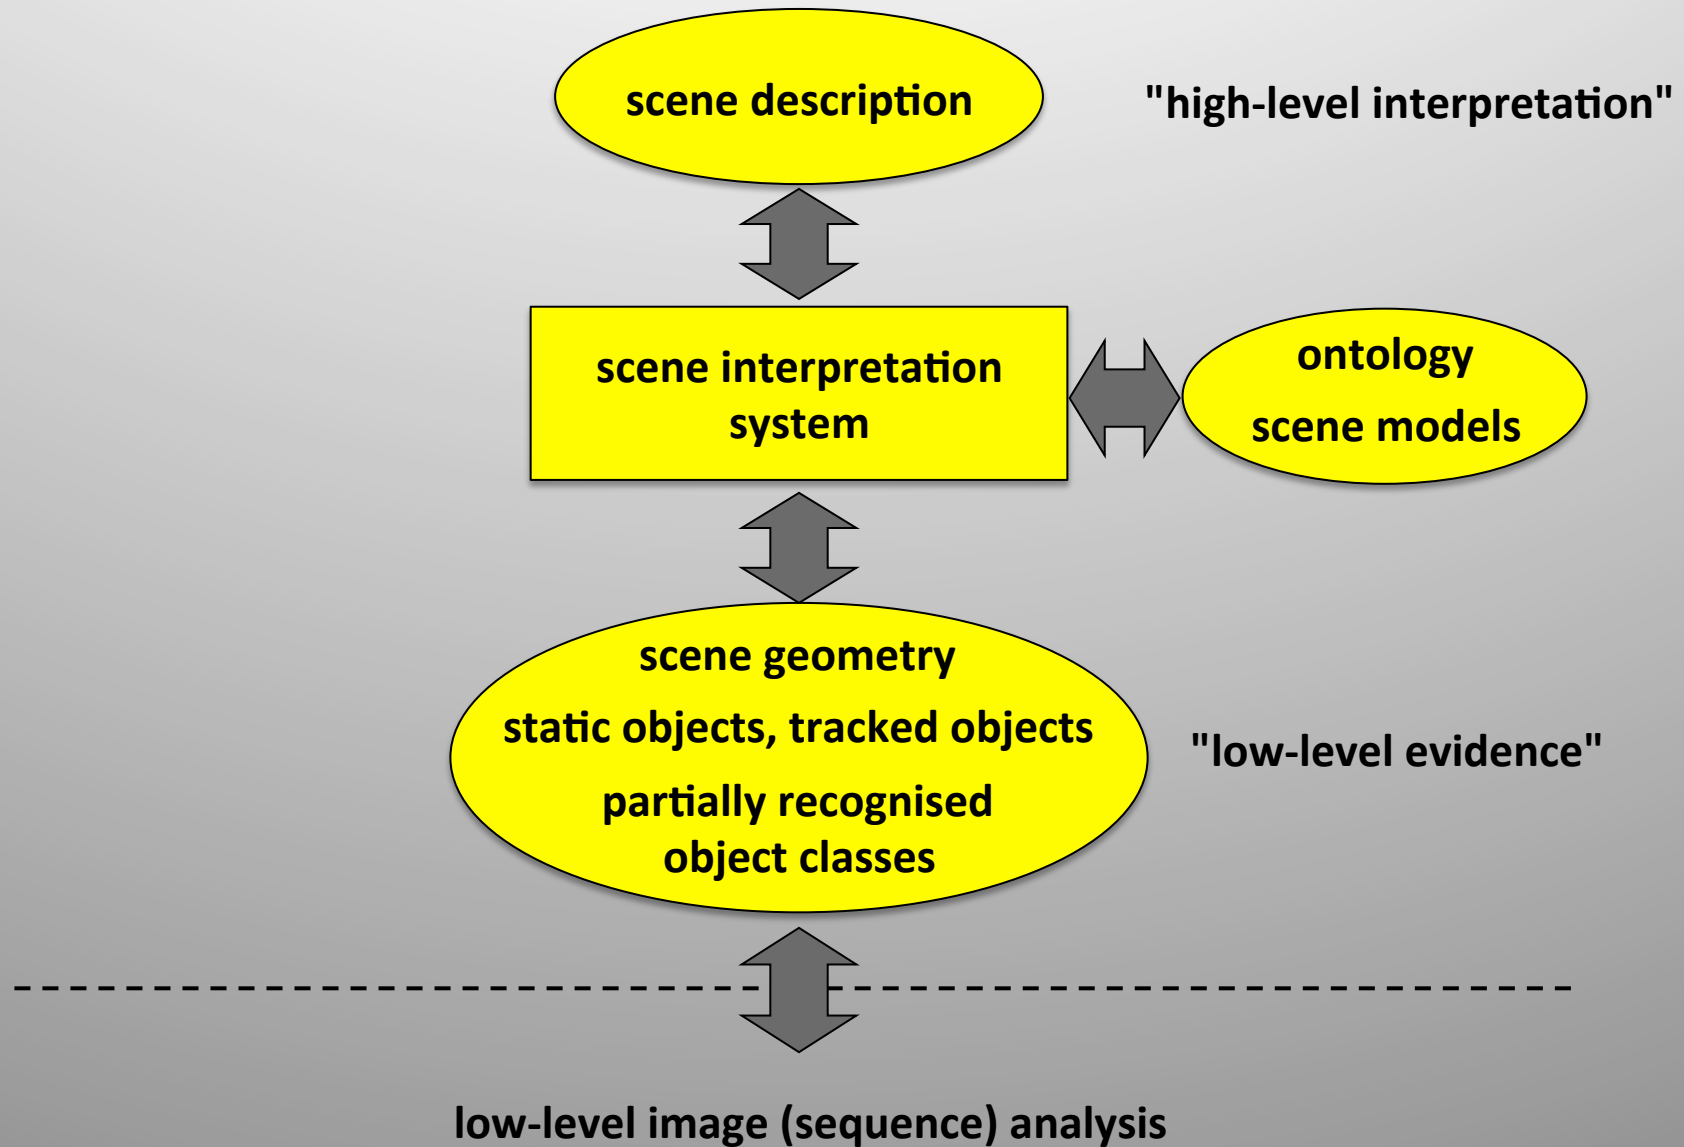 scene description
"high-level interpretation"
scene interpretation
system
ontology
scene models
scene geometry
static objects, tracked objects
partially recognised
object classes
"low-level evidence"
low-level image (sequence) analysis